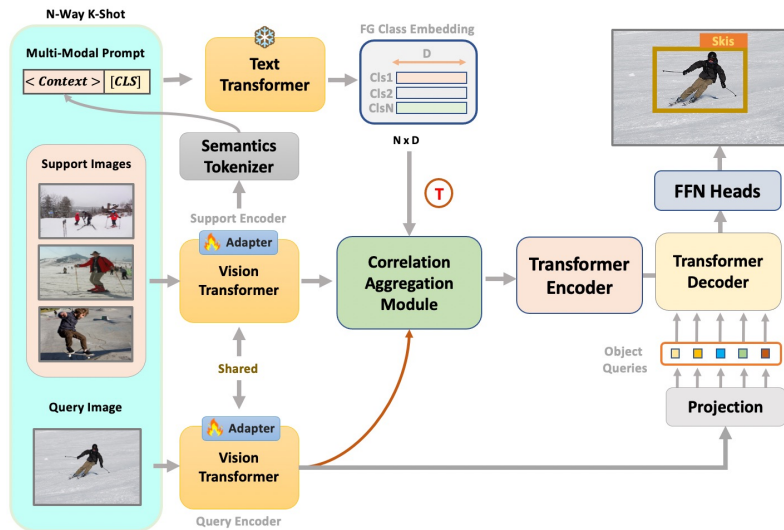 N-Way K-Shot
Multi-Modal Prompt
< Context > [CLS]
Text
Transformer
FG Class Embedding
D
Cls1
Cls2
ClsN
N x D
T
Skis
FFN Heads
Semantics
Tokenizer
Support Images
Support Encoder
Adapter
Vision
Transformer
Correlation
Aggregation
Module
Transformer
Encoder
Transformer
Decoder
Shared
Object
Queries
Projection
Query Image
Adapter
Vision
Transformer
Query Encoder